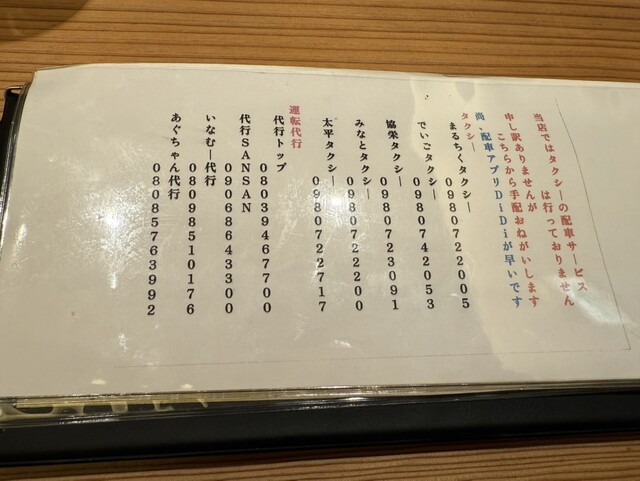 当店ではタクシーの配車サービス
は行っておりません
申し訳ありませんが
こちらから手配おねがいします
尚、配車アプリDiDiが早いです
タクシー
まるちくタクシー
0980722005
でいごタクシー
0980742053
協栄タクシー
0980723091
みなとタクシー
0980722200
太平タクシー
0980722717
運転代行
代行トップ
08039467700
代行SANSAN
09068643300
いなむー代行
08098510176
あぐちゃん代行
08085763992